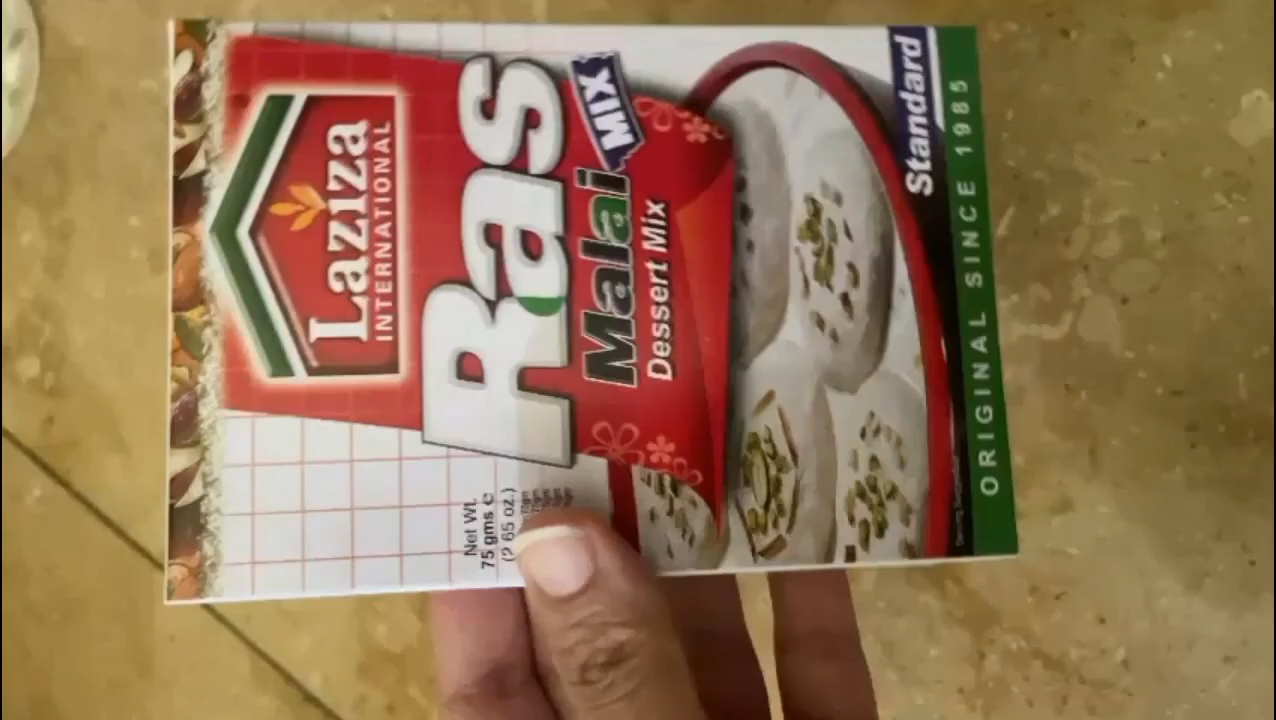 Laziza
INTERNATIONAL
Ras
Malai
MIX
Dessert Mix
Standard
ORIGINAL SINCE 1985
Net Wt.
75 gms e
(2.65 oz.)